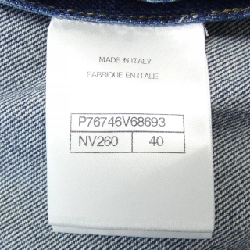 MADE IN ITALY
FABRIQUE EN ITALIE
P76746V68693
NV260 40